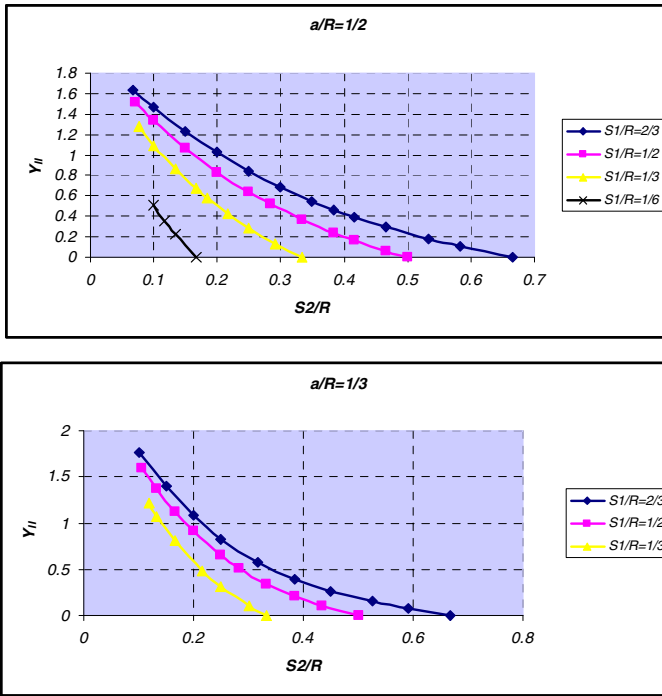 a/R=1/2
1.8
1.6
1.4
1.2
1
0.8
0.6
0.4
0.2
0
Y_II
0 0.1 0.2 0.3 0.4 0.5 0.6 0.7
S2/R
S1/R=2/3
S1/R=1/2
S1/R=1/3
S1/R=1/6
a/R=1/3
2
1.5
1
0.5
0
Y_II
0 0.2 0.4 0.6 0.8
S2/R
S1/R=2/3
S1/R=1/2
S1/R=1/3